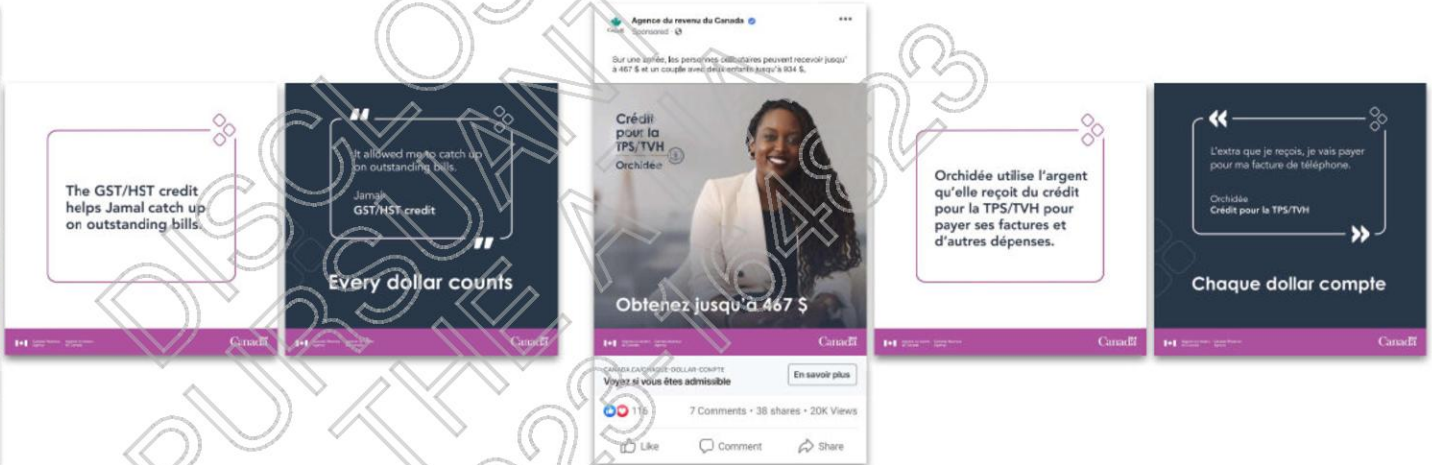 The GST/HST credit
helps Jamal catch up
on outstanding bills.
Canada
It allowed me to catch up
on outstanding bills.
Jamal
GST/HST credit
Every dollar counts
Canada
Agence du revenu du Canada
Sponsored
Sur une année, les personnes célibataires peuvent recevoir jusqu'
à 467 $ et un couple avec deux enfants jusqu'à 934 $.
Crédit
pour la
TPS/TVH
Orchidée
Obtenez jusqu'à 467 $
Canada
CANADA.CA/CHAQUE-DOLLAR-COMPTE
Voyez si vous êtes admissible
En savoir plus
116
7 Comments • 38 shares • 20K Views
Like
Comment
Share
Orchidée utilise l'argent
qu'elle reçoit du crédit
pour la TPS/TVH pour
payer ses factures et
d'autres dépenses.
Canada
«
L'extra que je reçois, je vais payer
pour ma facture de téléphone.
Orchidée
Crédit pour la TPS/TVH
»
Chaque dollar compte
Canada